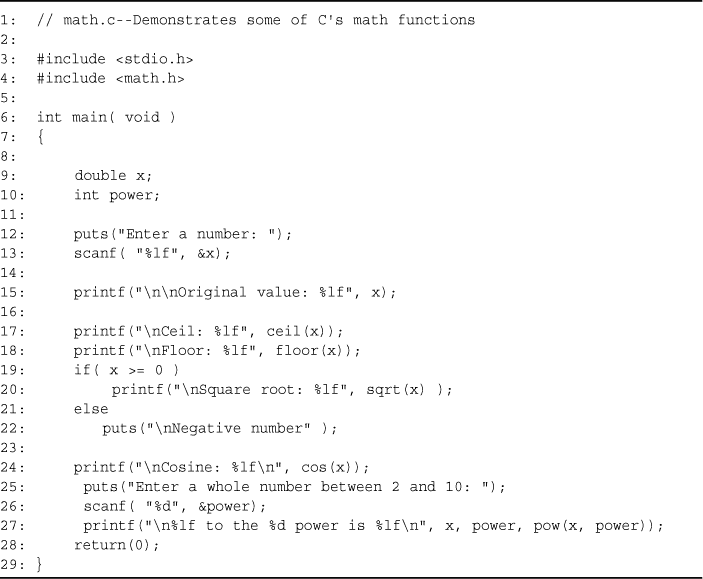 1: // math.c--Demonstrates some of C's math functions
2:
3: #include <stdio.h>
4: #include <math.h>
5:
6: int main( void )
7: {
8:
9:     double x;
10:     int power;
11:
12:     puts("Enter a number: ");
13:     scanf( "%lf", &x);
14:
15:     printf("\n\nOriginal value: %lf", x);
16:
17:     printf("\nCeil: %lf", ceil(x));
18:     printf("\nFloor: %lf", floor(x));
19:     if( x >= 0 )
20:         printf("\nSquare root: %lf", sqrt(x) );
21:     else
22:        puts("\nNegative number" );
23:
24:     printf("\nCosine: %lf\n", cos(x));
25:      puts("Enter a whole number between 2 and 10: ");
26:      scanf( "%d", &power);
27:      printf("\n%lf to the %d power is %lf\n", x, power, pow(x, power));
28:     return(0);
29: }